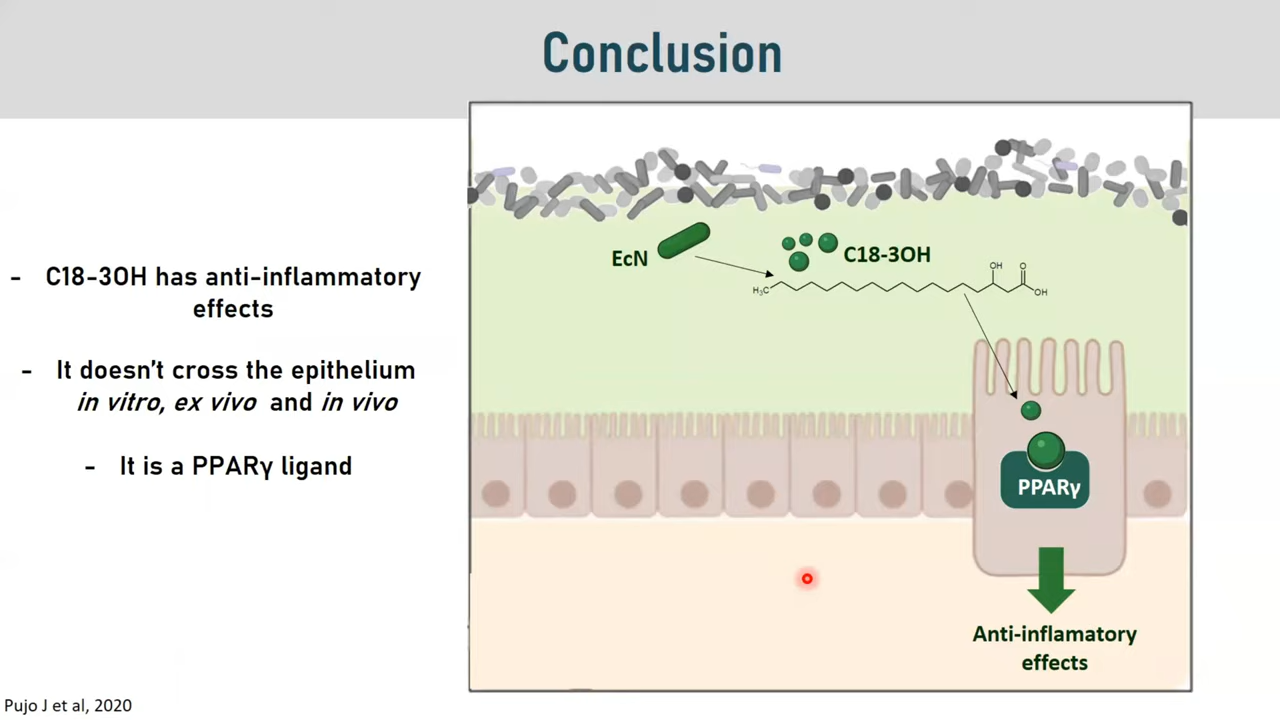 Conclusion
- C18-3OH has anti-inflammatory
effects
- It doesn't cross the epithelium
in vitro, ex vivo and in vivo
- It is a PPARγ ligand
EcN
C18-3OH
H₃C
OH
O
OH
PPARγ
Anti-inflamatory
effects
Pujo J et al, 2020